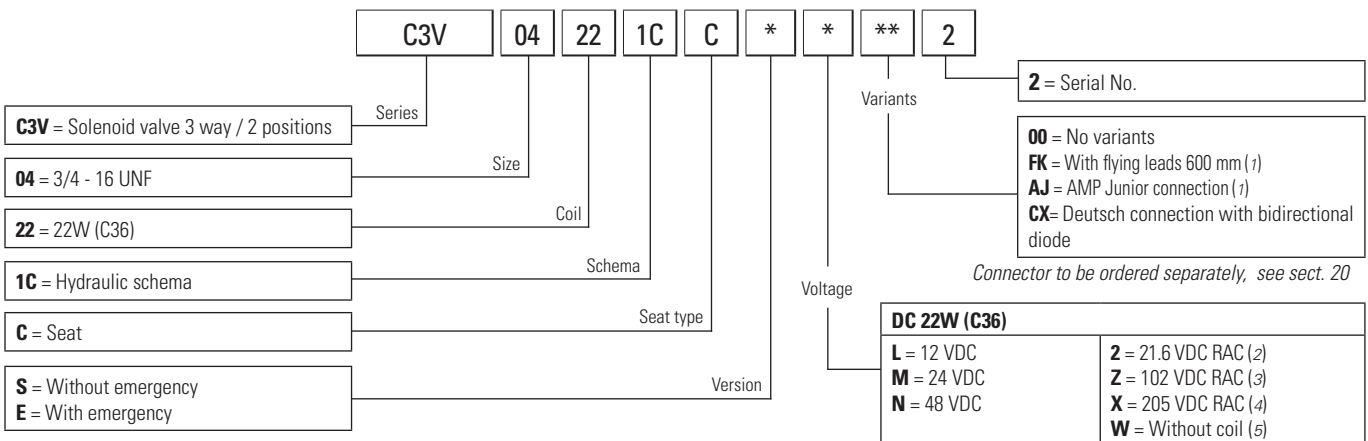 C3V 04 22 1C C * * ** 2
Series
Size
Coil
Schema
Seat type
Version
Voltage
Variants
C3V = Solenoid valve 3 way / 2 positions
04 = 3/4 - 16 UNF
22 = 22W (C36)
1C = Hydraulic schema
C = Seat
S = Without emergency
E = With emergency
2 = Serial No.
00 = No variants
FK = With flying leads 600 mm (1)
AJ = AMP Junior connection (1)
CX= Deutsch connection with bidirectional
diode
Connector to be ordered separately, see sect. 20
DC 22W (C36)
L = 12 VDC
M = 24 VDC
N = 48 VDC
2 = 21.6 VDC RAC (2)
Z = 102 VDC RAC (3)
X = 205 VDC RAC (4)
W = Without coil (5)